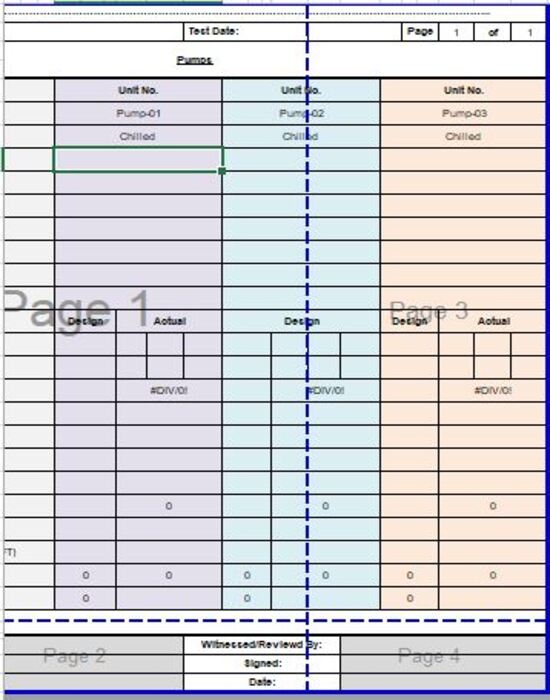 Test Date: Page 1 of 1
Pumps
Unit No. Unit No. Unit No.
Pump-01 Pump-02 Pump-03
Chilled Chilled Chilled
Page 1 Page 3
Design Actual Design Design Actual
#DIV/0! #DIV/0! #DIV/0!
0 0 0
FT)
0 0 0 0 0 0
0 0 0
Witnessed/Reviewd By:
Page 2 Page 4
Signed:
Date: